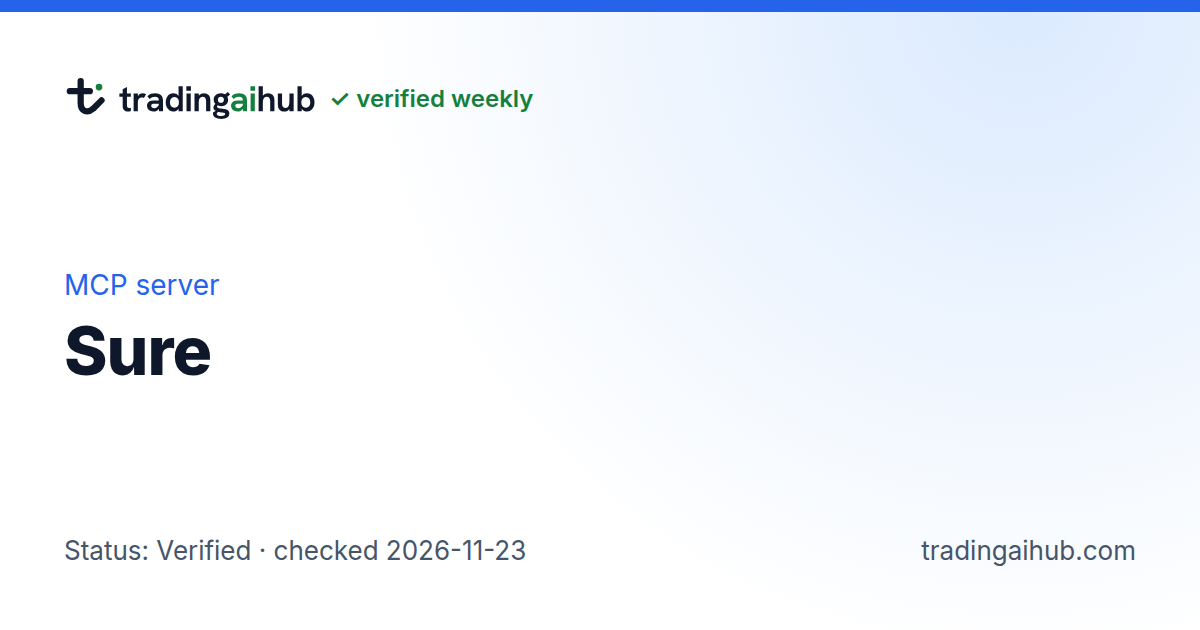 tradingaihub ✓ verified weekly
MCP server
Sure
Status: Verified · checked 2026-11-23
tradingaihub.com